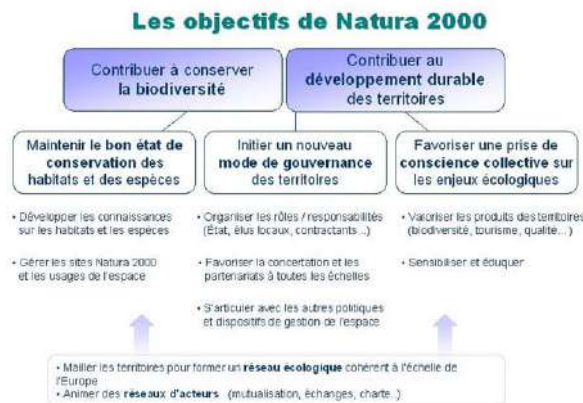 Les objectifs de Natura 2000
Contribuer à conserver
la biodiversité
Contribuer au
développement durable
des territoires
Maintenir le bon état de
conservation des
habitats et des espèces
Initier un nouveau
mode de gouvernance
des territoires
Favoriser une prise de
conscience collective sur
les enjeux écologiques
• Développer les connaissances
sur les habitats et les espèces
• Gérer les sites Natura 2000
et les usages de l'espace
• Organiser les rôles / responsabilités
(État, élus locaux, contractants...)
• Favoriser la concertation et les
partenariats à toutes les échelles
• S'articuler avec les autres politiques
et dispositifs de gestion de l'espace
• Valoriser les produits des territoires
(biodiversité, tourisme, qualité...)
• Sensibiliser et éduquer
• Mailler les territoires pour former un réseau écologique cohérent à l'échelle de
l'Europe
• Animer des réseaux d'acteurs (mutualisation, échanges, charte...)